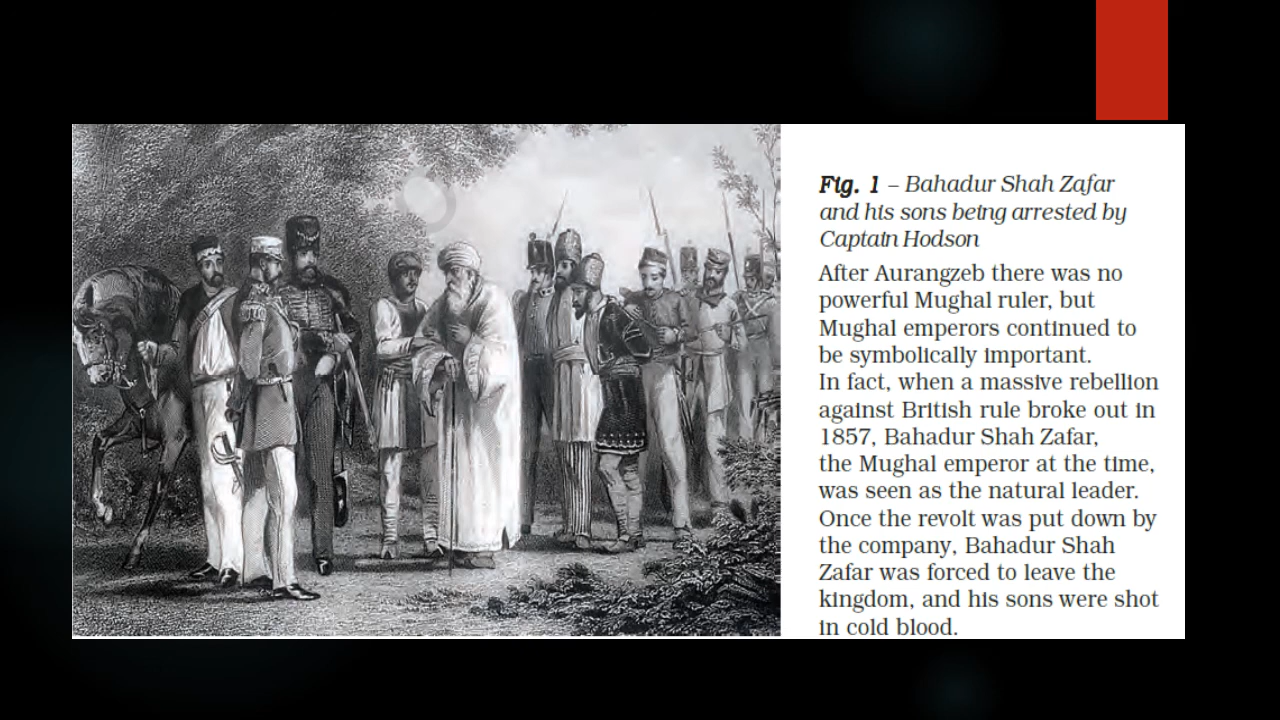 Fig. 1 – Bahadur Shah Zafar
and his sons being arrested by
Captain Hodson
After Aurangzeb there was no
powerful Mughal ruler, but
Mughal emperors continued to
be symbolically important.
In fact, when a massive rebellion
against British rule broke out in
1857, Bahadur Shah Zafar,
the Mughal emperor at the time,
was seen as the natural leader.
Once the revolt was put down by
the company, Bahadur Shah
Zafar was forced to leave the
kingdom, and his sons were shot
in cold blood.